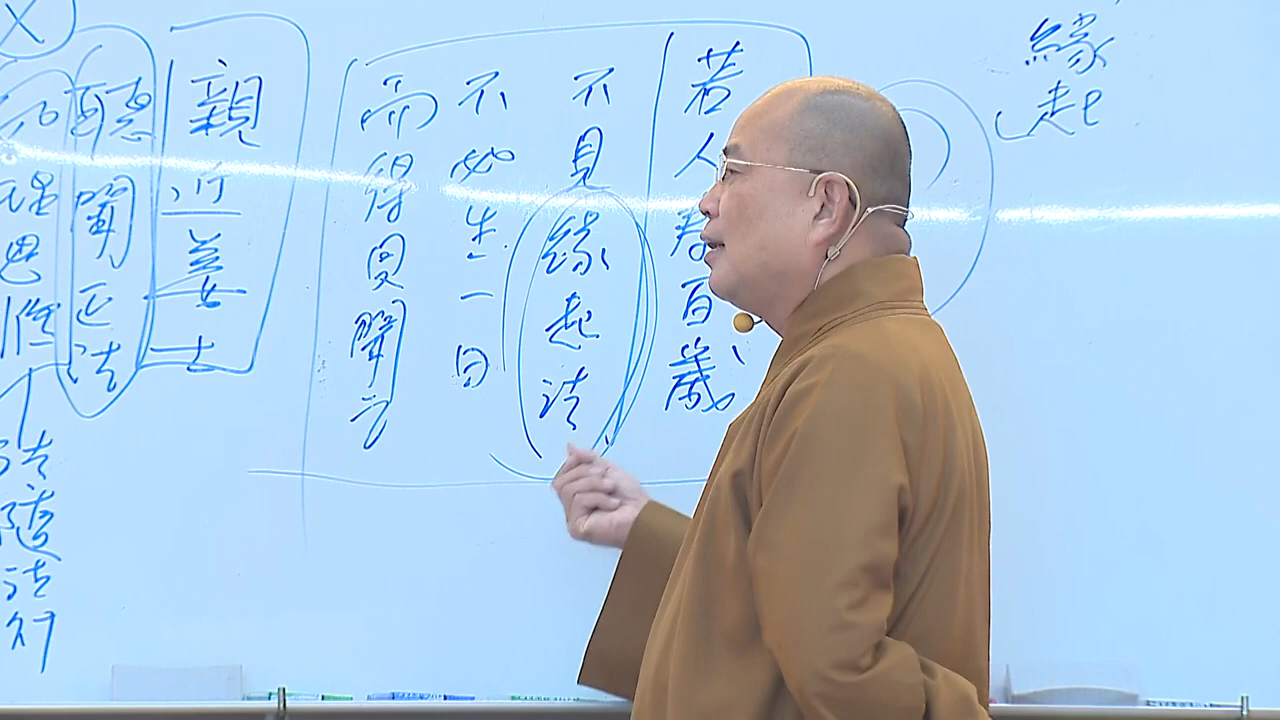 緣起
若人壽百歲、
不見緣起法
不如生一日
而得見聞之
親近善士
聽聞正法
如理思惟
法隨法行